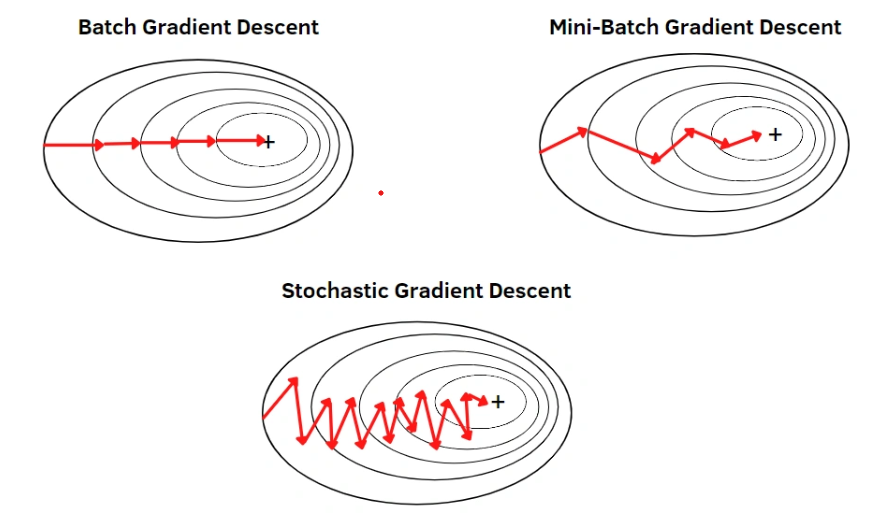 Batch Gradient Descent
Mini-Batch Gradient Descent
+
+
Stochastic Gradient Descent
+